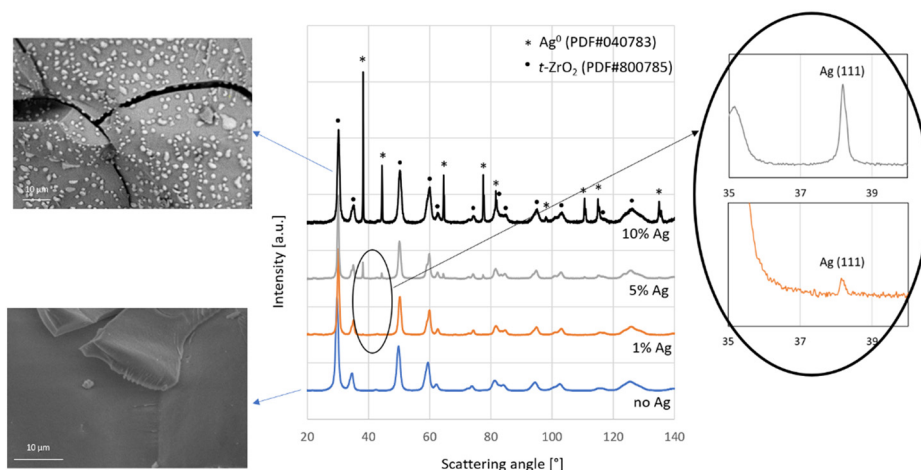 * Ag⁰ (PDF#040783)
• t-ZrO₂ (PDF#800785)
10 µm
10% Ag
5% Ag
1% Ag
no Ag
10 µm
Intensity [a.u.]
20 40 60 80 100 120 140
Scattering angle [°]
Ag (111)
35 37 39
Ag (111)
35 37 39